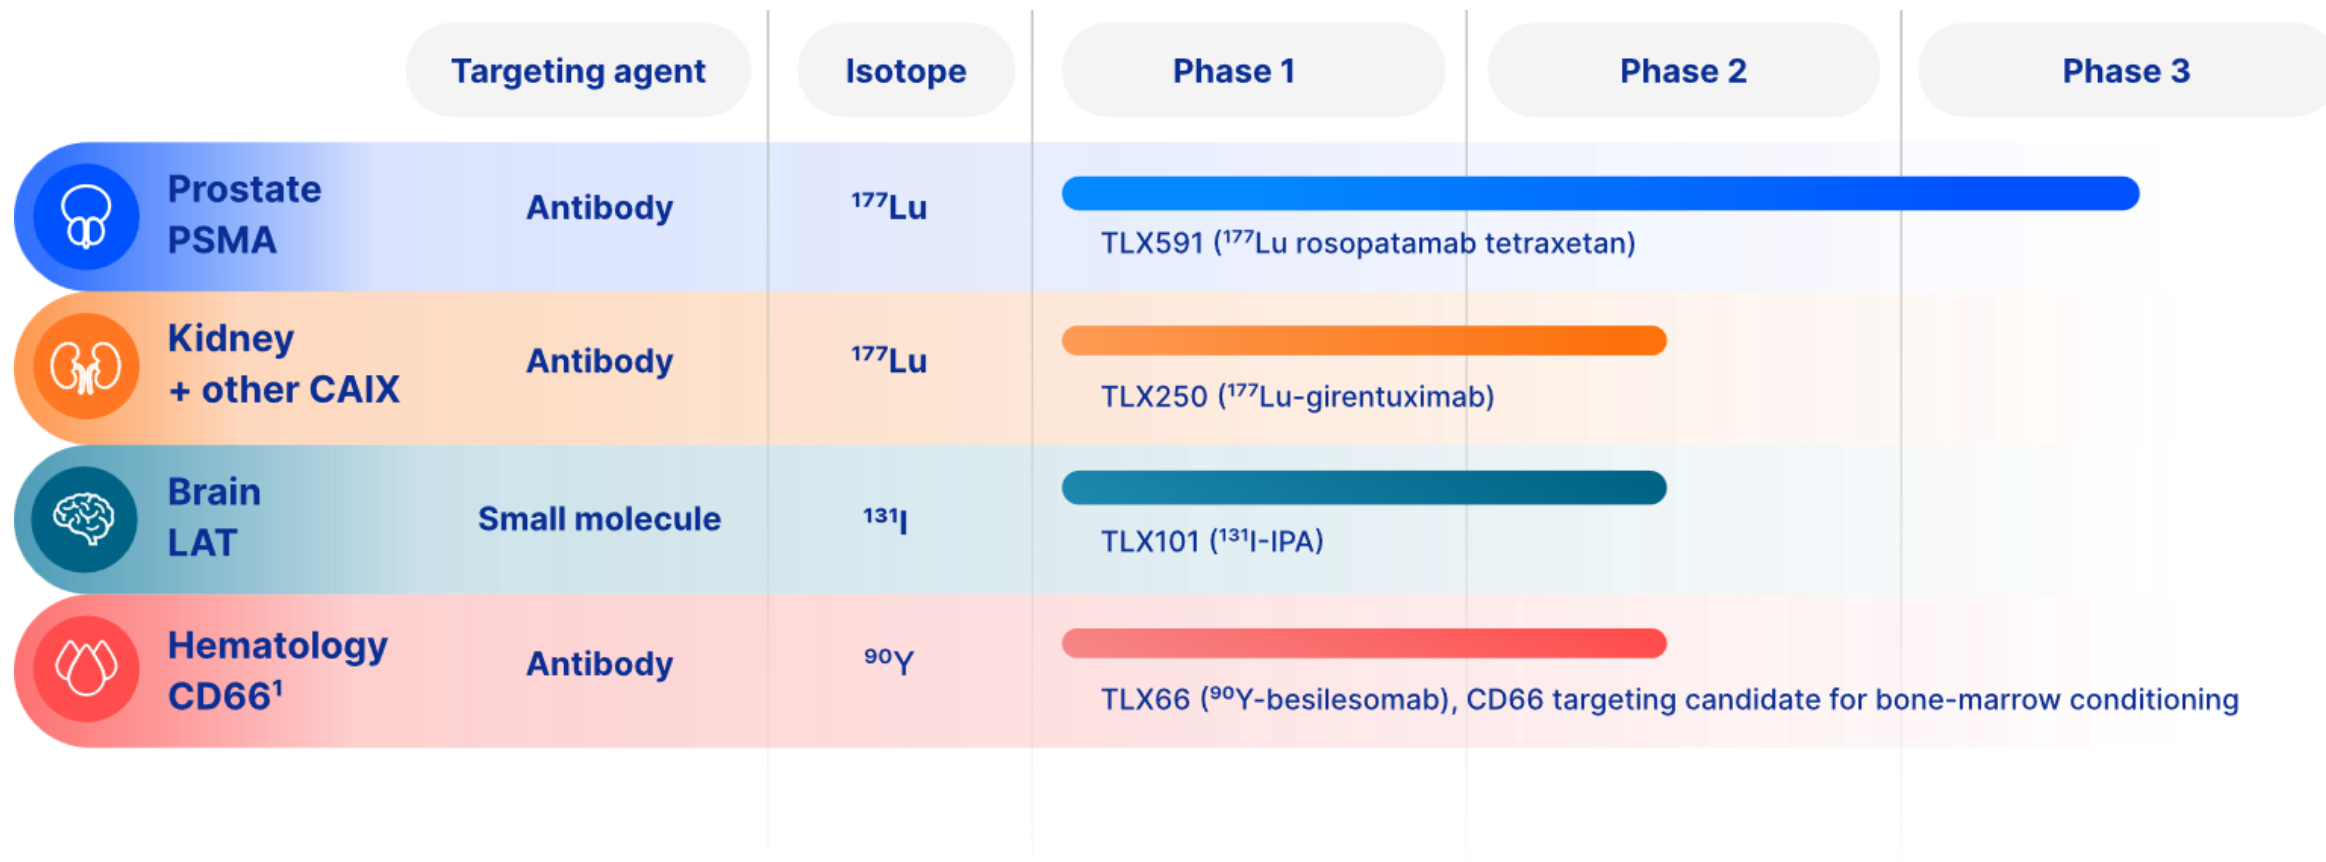 Targeting agent Isotope Phase 1 Phase 2 Phase 3
Prostate
PSMA
Antibody
¹⁷⁷Lu
TLX591 (¹⁷⁷Lu rosopatamab tetraxetan)
Kidney
+ other CAIX
Antibody
¹⁷⁷Lu
TLX250 (¹⁷⁷Lu-girentuximab)
Brain
LAT
Small molecule
¹³¹I
TLX101 (¹³¹I-IPA)
Hematology
CD66¹
Antibody
⁹⁰Y
TLX66 (⁹⁰Y-besilesomab), CD66 targeting candidate for bone-marrow conditioning